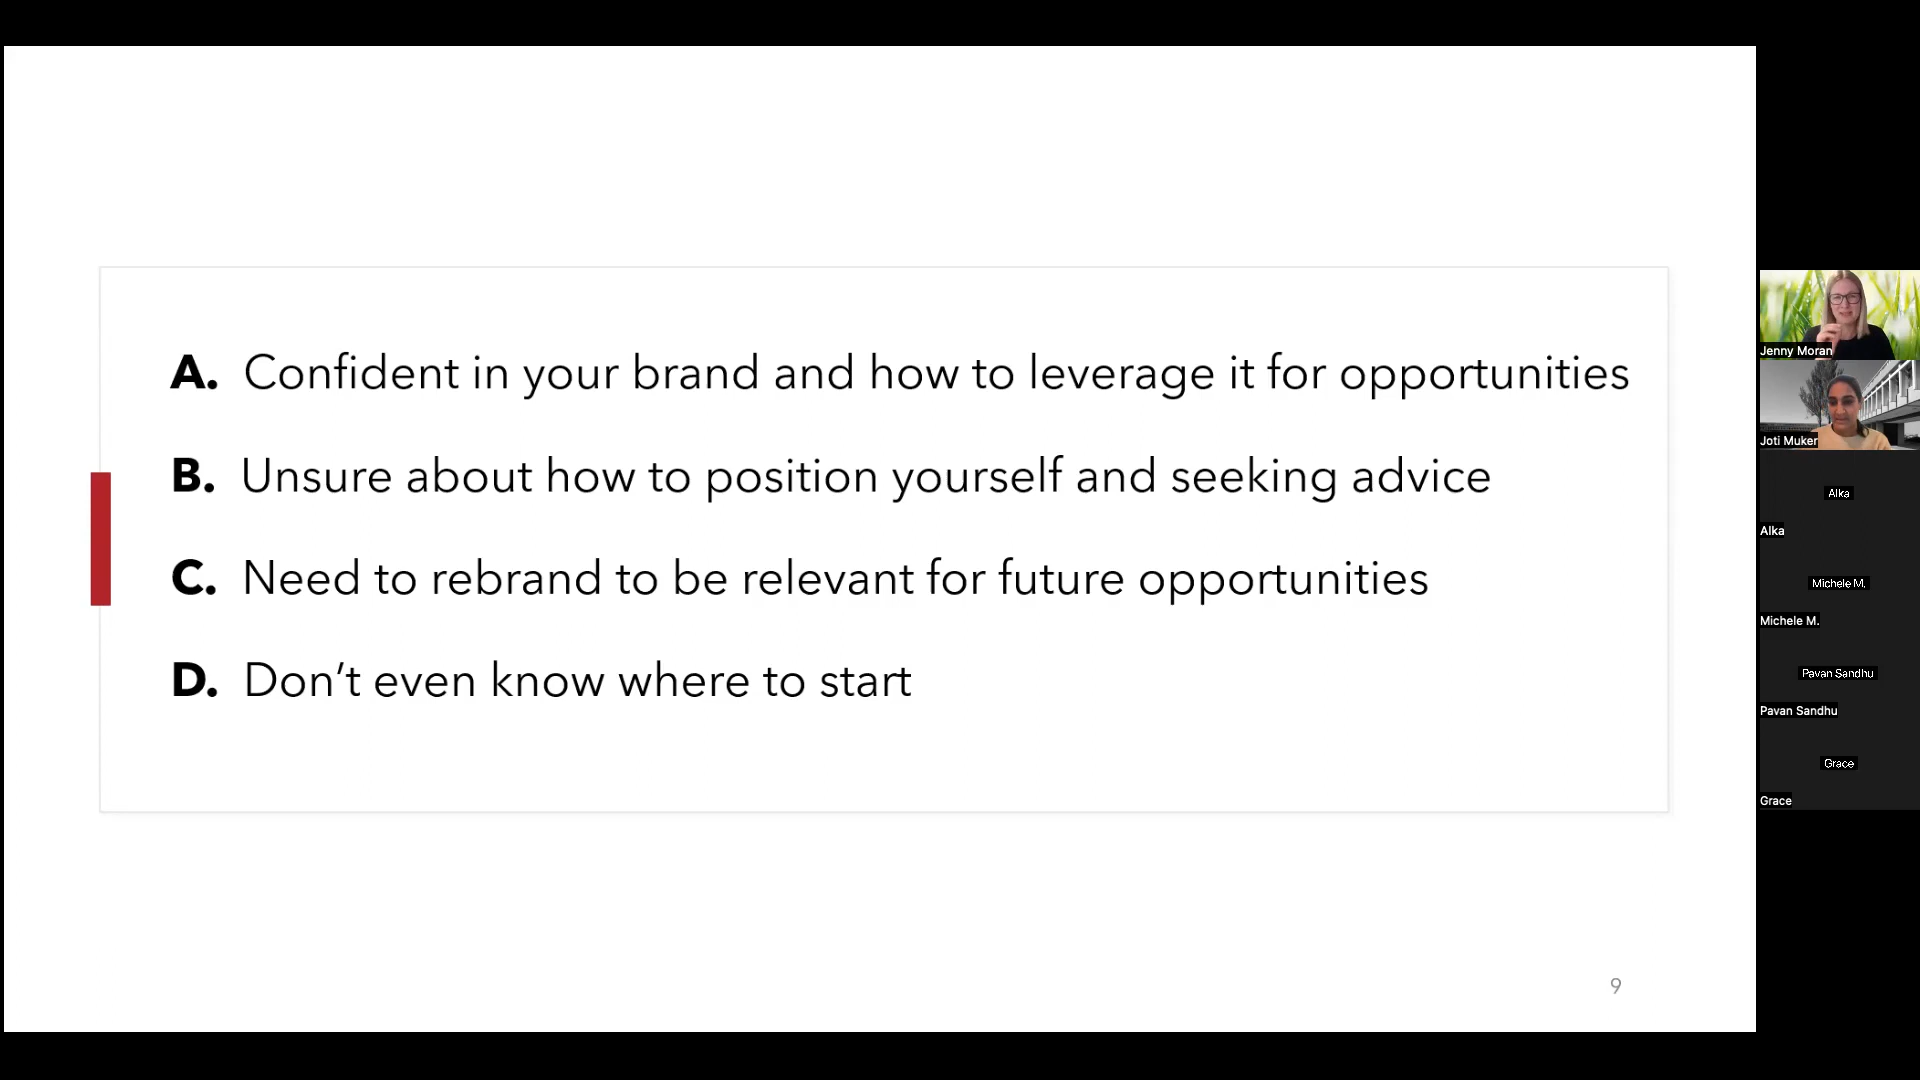 A. Confident in your brand and how to leverage it for opportunities
B. Unsure about how to position yourself and seeking advice
C. Need to rebrand to be relevant for future opportunities
D. Don’t even know where to start
9
Jenny Moran
Joti Muker
Alka
Alka
Michele M.
Michele M.
Pavan Sandhu
Pavan Sandhu
Grace
Grace